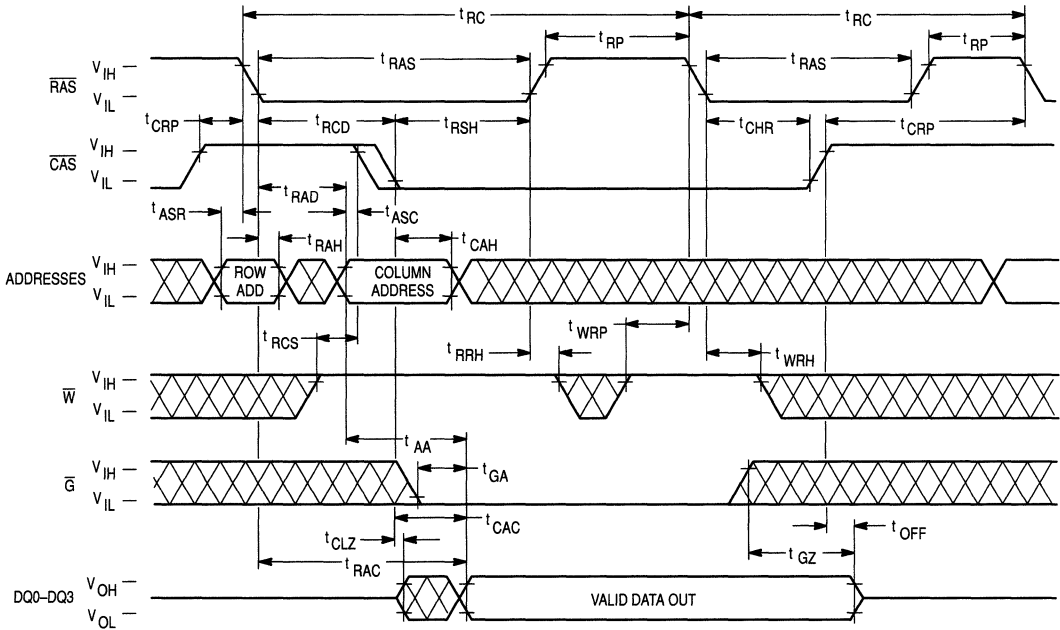 tRC tRC
tRP tRP
tRAS tRAS
RAS VIH
VIL
tCRP tRCD tRSH tCHR tCRP
CAS VIH
VIL
tRAD
tASR tASC
tRAH tCAH
ADDRESSES VIH
VIL
ROW ADD
COLUMN ADDRESS
tWRP
tRCS tRRH tWRH
W VIH
VIL
tAA
tGA
G VIH
VIL
tCAC
tCLZ tOFF
tRAC tGZ
DQ0–DQ3 VOH
VOL
VALID DATA OUT